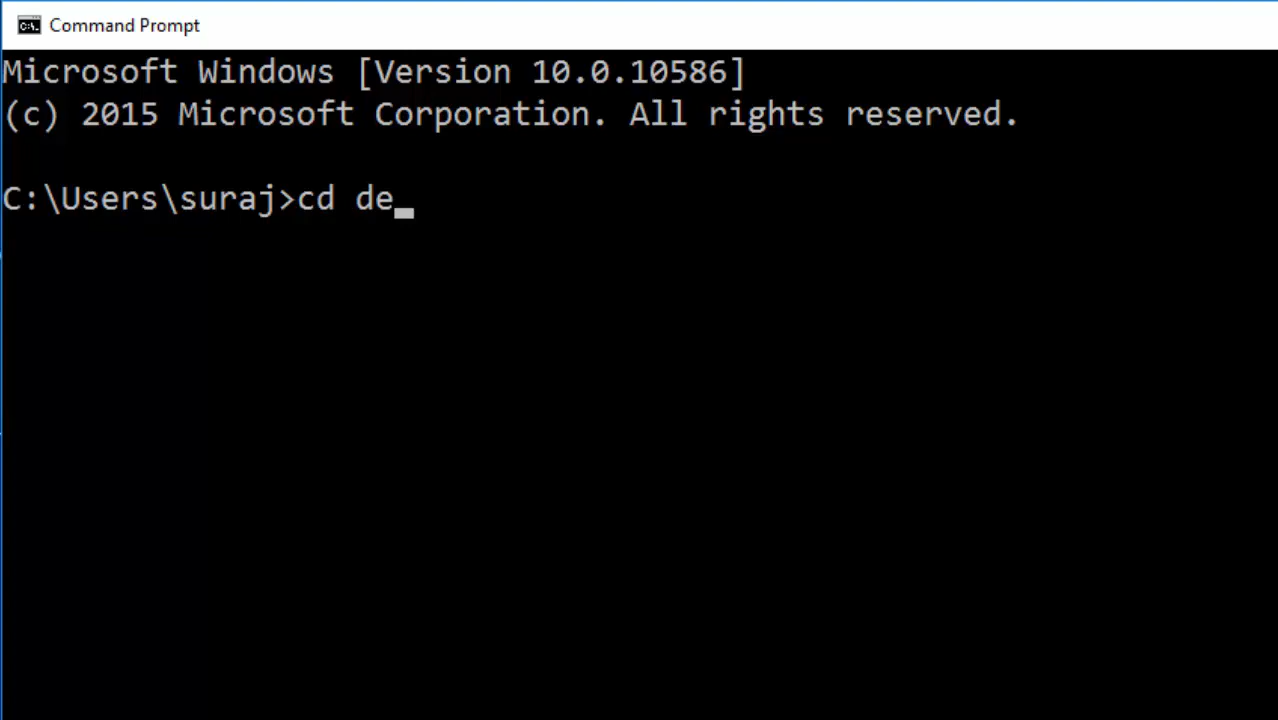 Command Prompt
Microsoft Windows [Version 10.0.10586]
(c) 2015 Microsoft Corporation. All rights reserved.
C:\Users\suraj>cd de